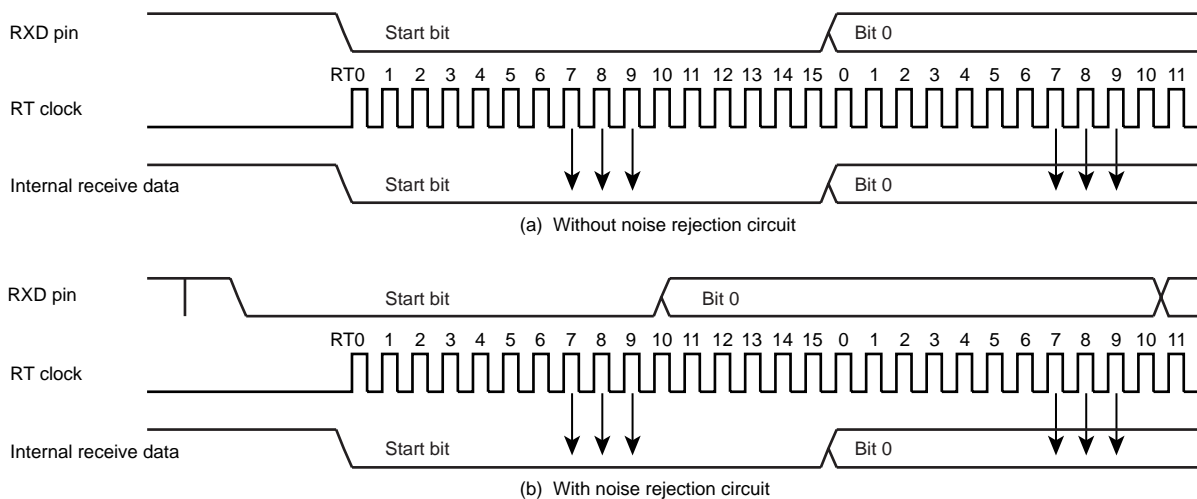 RXD pin
Start bit
Bit 0
RT0 1 2 3 4 5 6 7 8 9 10 11 12 13 14 15 0 1 2 3 4 5 6 7 8 9 10 11
RT clock
Internal receive data
Start bit
Bit 0
(a) Without noise rejection circuit
RXD pin
Start bit
Bit 0
RT0 1 2 3 4 5 6 7 8 9 10 11 12 13 14 15 0 1 2 3 4 5 6 7 8 9 10 11
RT clock
Internal receive data
Start bit
Bit 0
(b) With noise rejection circuit